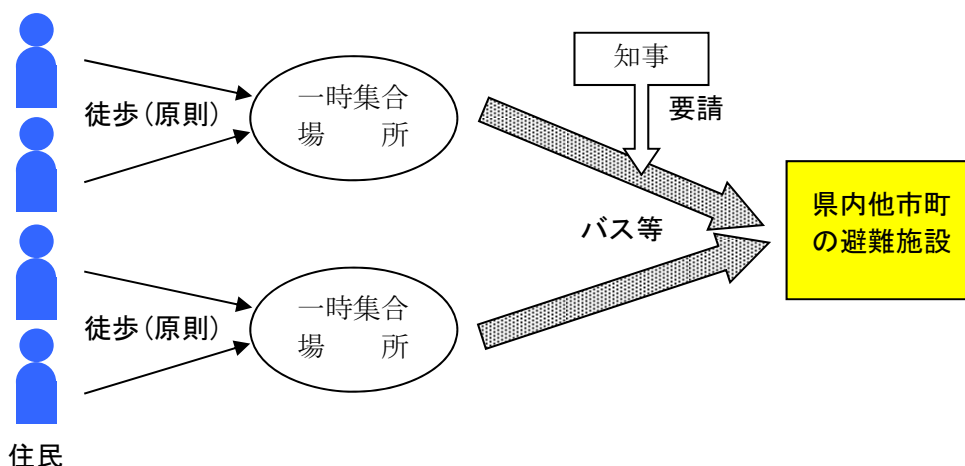 知事
要請
徒歩(原則)
一時集合
場　　所
バス等
県内他市町
の避難施設
徒歩(原則)
一時集合
場　　所
住民